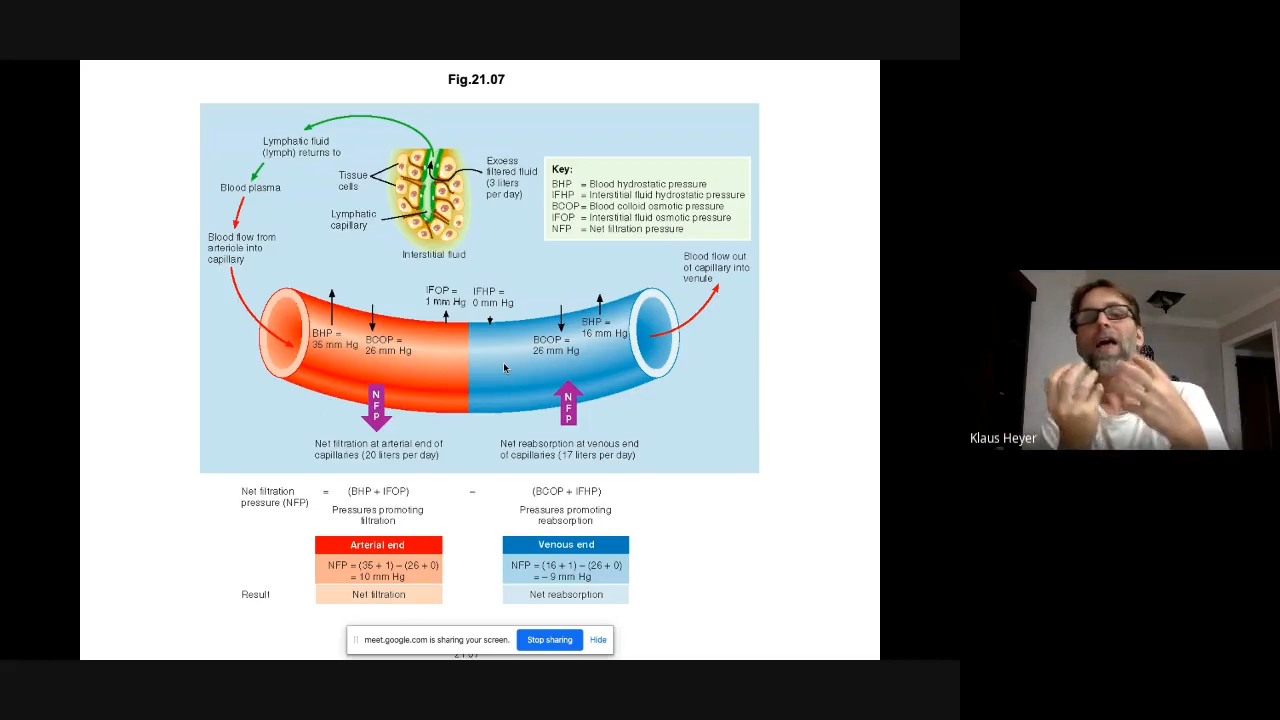 Fig.21.07
Lymphatic fluid
(lymph) returns to
Blood plasma
Blood flow from
arteriole into
capillary
Tissue
cells
Lymphatic
capillary
Excess
filtered fluid
(3 liters
per day)
Interstitial fluid
Key:
BHP = Blood hydrostatic pressure
IFHP = Interstitial fluid hydrostatic pressure
BCOP = Blood colloid osmotic pressure
IFOP = Interstitial fluid osmotic pressure
NFP = Net filtration pressure
Blood flow out
of capillary into
venule
IFOP =
1 mm Hg
IFHP =
0 mm Hg
BHP =
35 mm Hg
BCOP =
26 mm Hg
BCOP =
26 mm Hg
BHP =
16 mm Hg
NFP
NFP
Net filtration at arterial end of
capillaries (20 liters per day)
Net reabsorption at venous end
of capillaries (17 liters per day)
Net filtration
pressure (NFP)
= (BHP + IFOP) – (BCOP + IFHP)
Pressures promoting
filtration
Pressures promoting
reabsorption
Arterial end
NFP = (35 + 1) – (26 + 0)
= 10 mm Hg
Venous end
NFP = (16 + 1) – (26 + 0)
= – 9 mm Hg
Result
Net filtration
Net reabsorption
meet.google.com is sharing your screen.
Stop sharing
Hide
21.07
Klaus Heyer